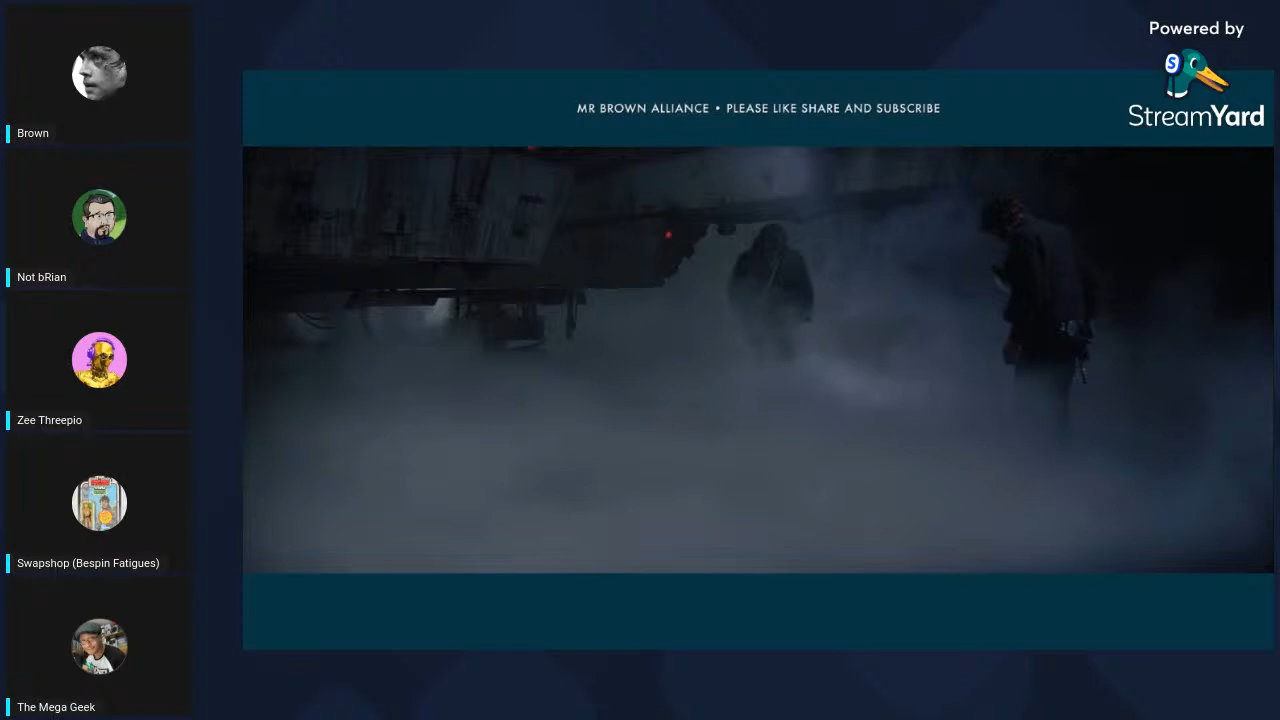 Powered by
S
StreamYard
MR BROWN ALLIANCE • PLEASE LIKE SHARE AND SUBSCRIBE
Brown
Not bRian
Zee Threepio
Swapshop (Bespin Fatigues)
The Mega Geek